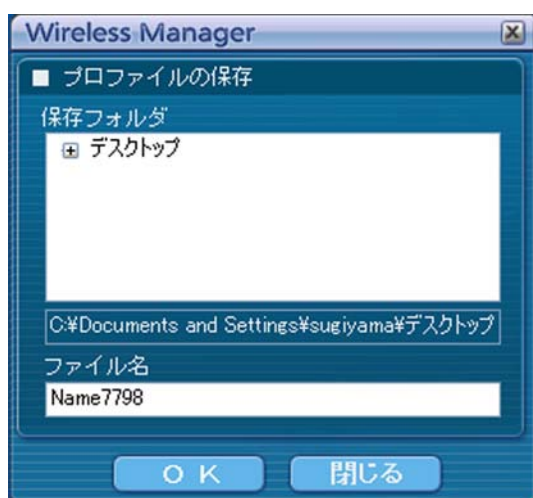 Wireless Manager
プロファイルの保存
保存フォルダ
デスクトップ
C:¥Documents and Settings¥sugiyama¥デスクトップ
ファイル名
Name7798
ＯＫ 閉じる